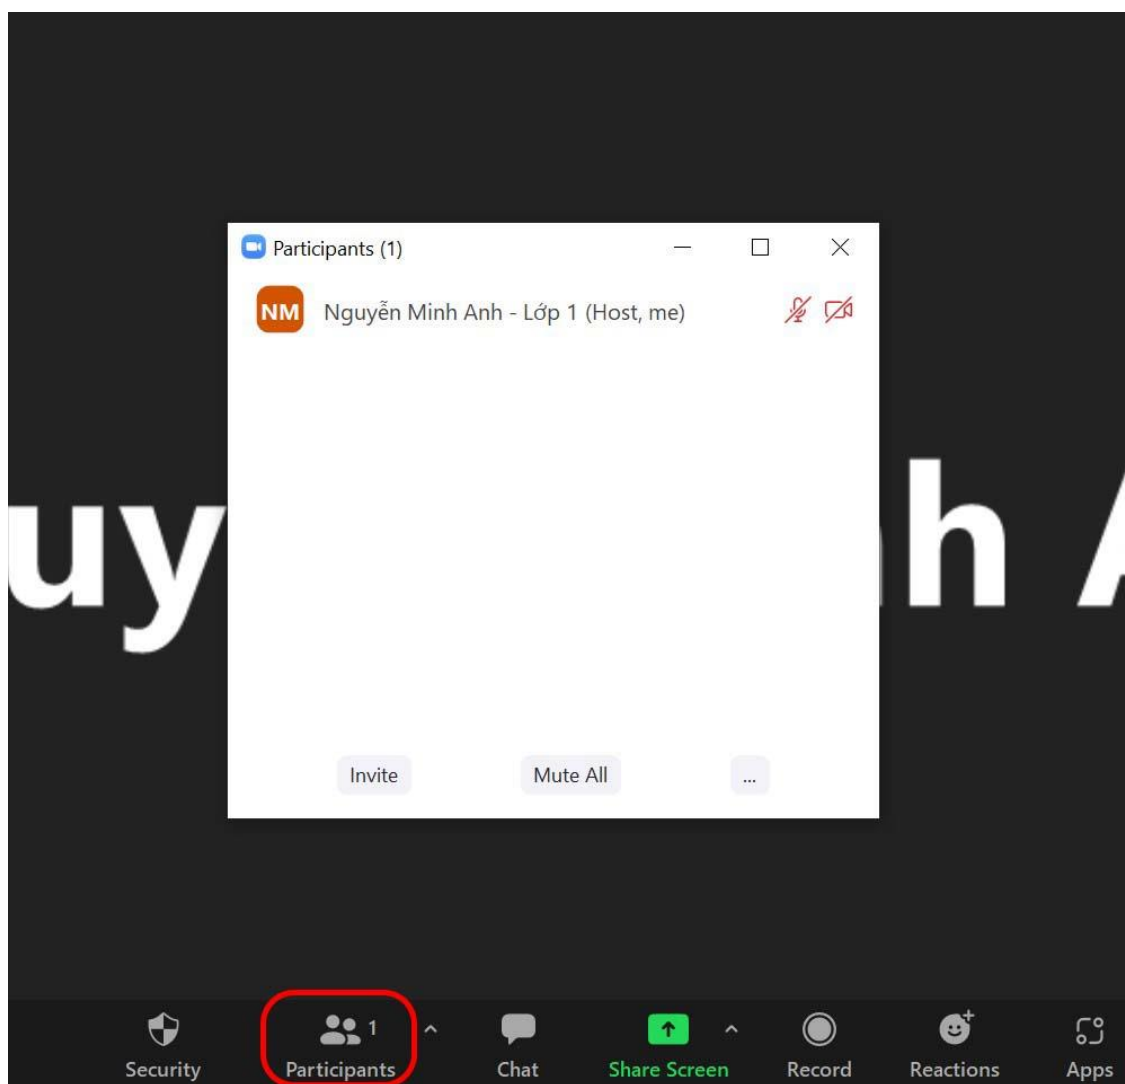 Participants (1)
NM Nguyễn Minh Anh - Lớp 1 (Host, me)
uy h A
Invite Mute All ...
1
Security Participants Chat Share Screen Record Reactions Apps